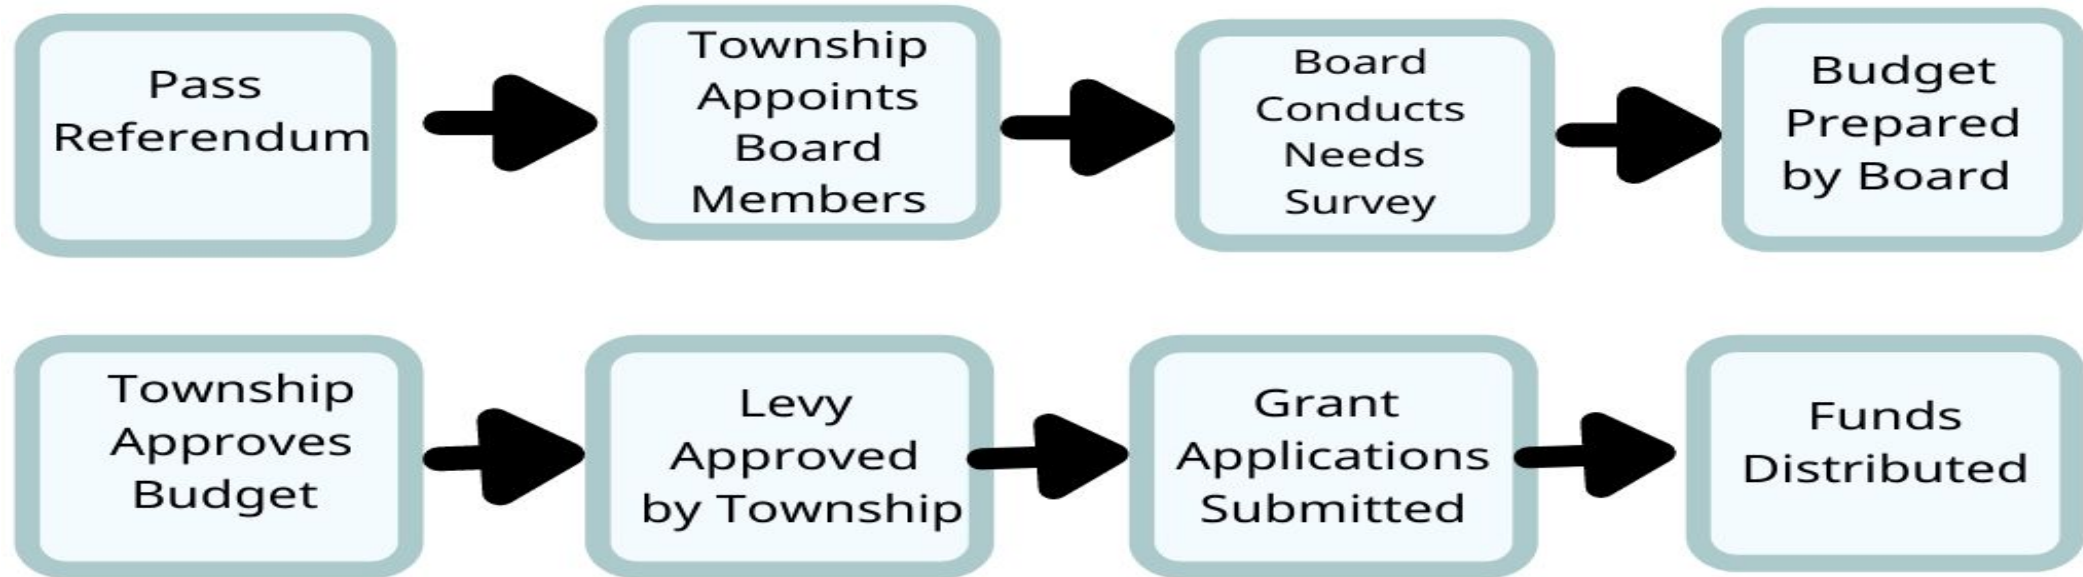 Pass
Referendum
Township
Appoints
Board
Members
Board
Conducts
Needs
Survey
Budget
Prepared
by Board
Township
Approves
Budget
Levy
Approved
by Township
Grant
Applications
Submitted
Funds
Distributed